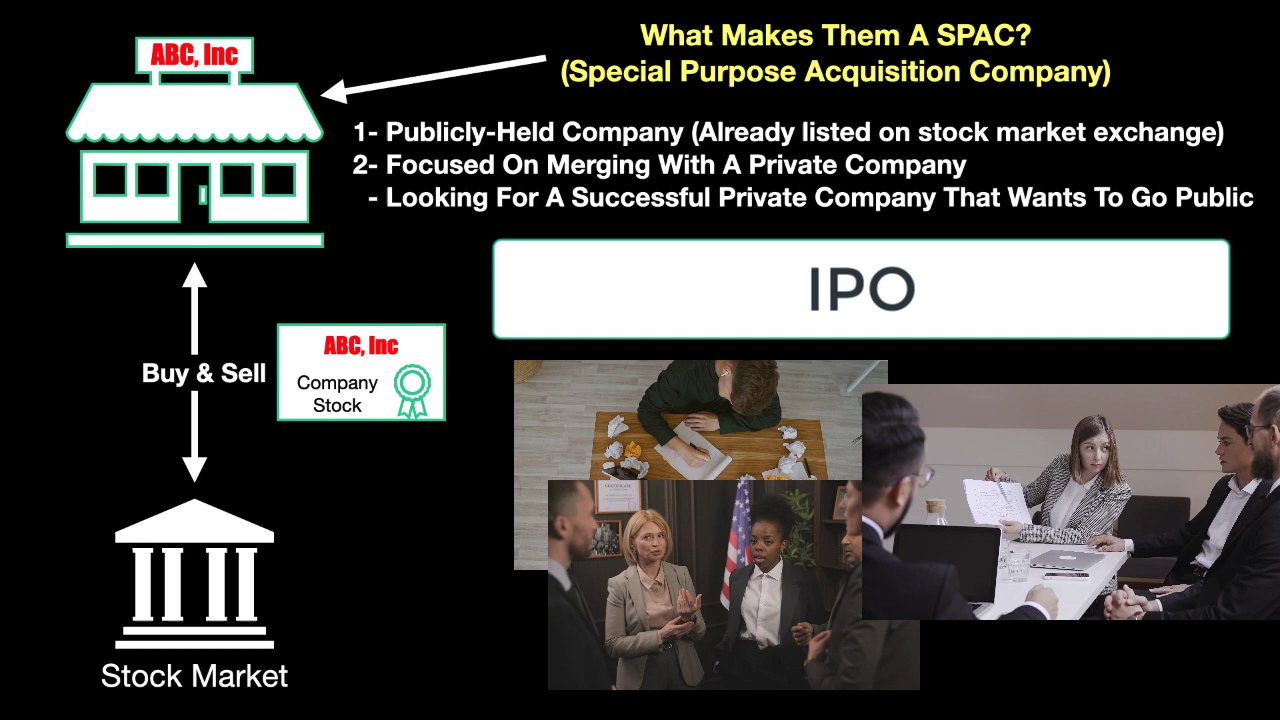 ABC, Inc
What Makes Them A SPAC?
(Special Purpose Acquisition Company)
1- Publicly-Held Company (Already listed on stock market exchange)
2- Focused On Merging With A Private Company
- Looking For A Successful Private Company That Wants To Go Public
IPO
ABC, Inc
Company
Stock
Buy & Sell
Stock Market